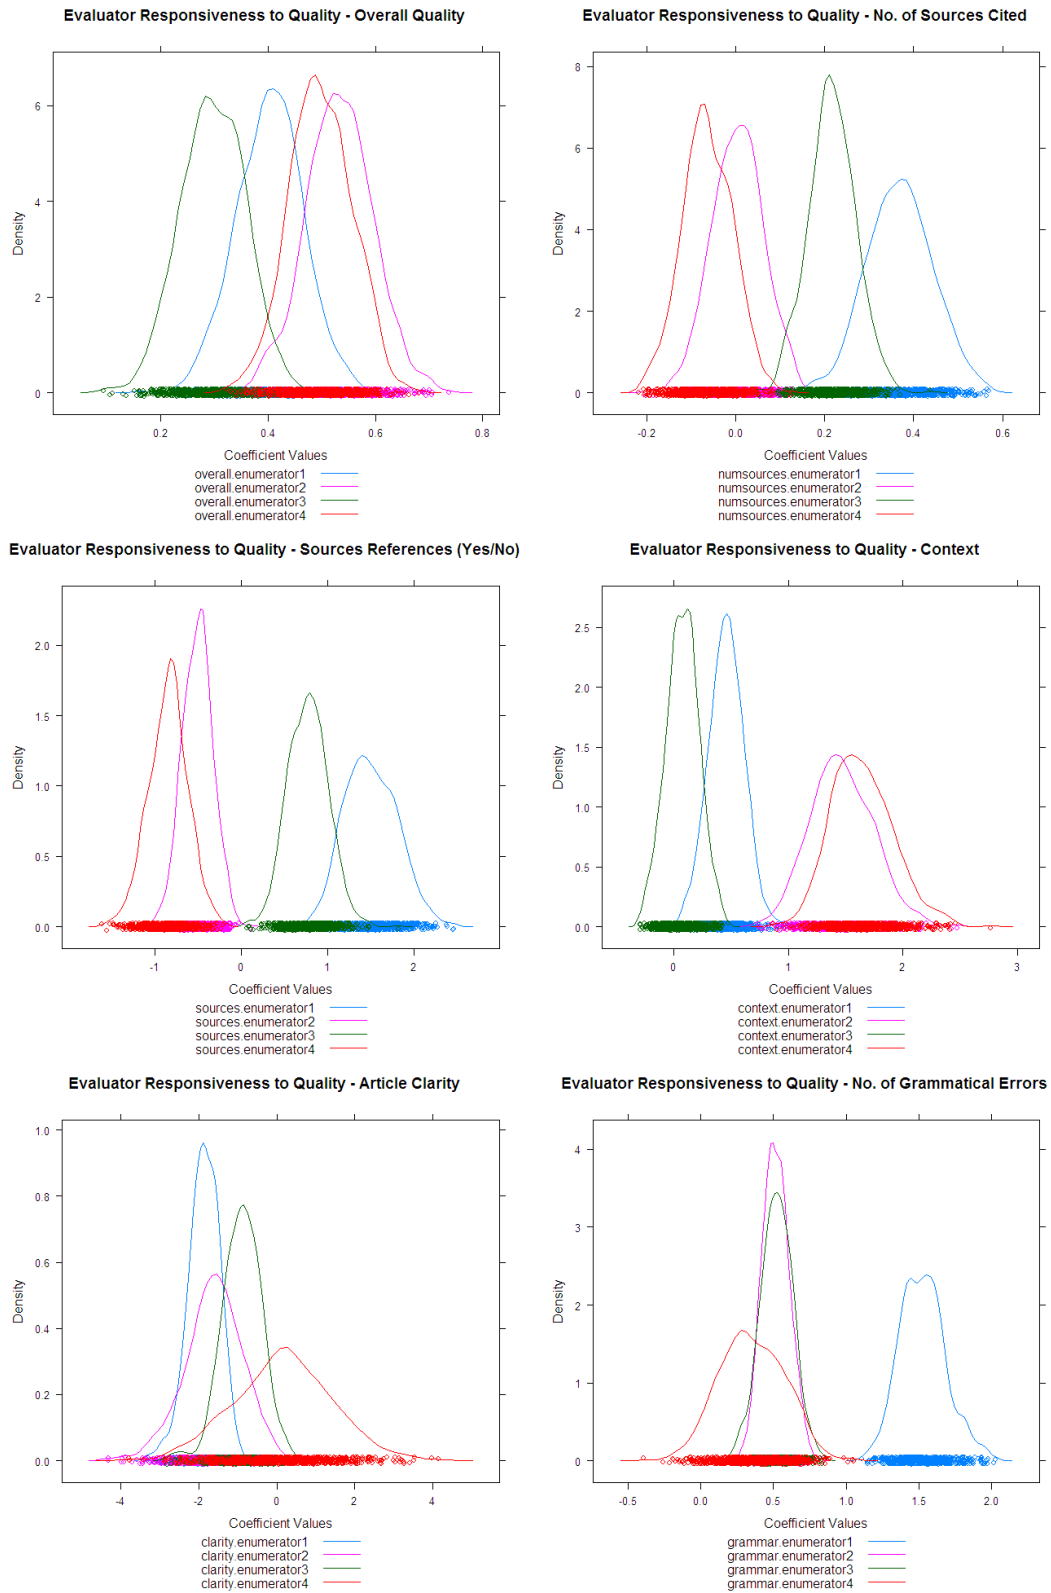 Evaluator Responsiveness to Quality - Overall Quality
Density
6
4
2
0
0.2 0.4 0.6 0.8
Coefficient Values
overall.enumerator1
overall.enumerator2
overall.enumerator3
overall.enumerator4
Evaluator Responsiveness to Quality - No. of Sources Cited
Density
8
6
4
2
0
-0.2 0.0 0.2 0.4 0.6
Coefficient Values
numsources.enumerator1
numsources.enumerator2
numsources.enumerator3
numsources.enumerator4
Evaluator Responsiveness to Quality - Sources References (Yes/No)
Density
2.0
1.5
1.0
0.5
0.0
-1 0 1 2
Coefficient Values
sources.enumerator1
sources.enumerator2
sources.enumerator3
sources.enumerator4
Evaluator Responsiveness to Quality - Context
Density
2.5
2.0
1.5
1.0
0.5
0.0
0 1 2 3
Coefficient Values
context.enumerator1
context.enumerator2
context.enumerator3
context.enumerator4
Evaluator Responsiveness to Quality - Article Clarity
Density
1.0
0.8
0.6
0.4
0.2
0.0
-4 -2 0 2 4
Coefficient Values
clarity.enumerator1
clarity.enumerator2
clarity.enumerator3
clarity.enumerator4
Evaluator Responsiveness to Quality - No. of Grammatical Errors
Density
4
3
2
1
0
-0.5 0.0 0.5 1.0 1.5 2.0
Coefficient Values
grammar.enumerator1
grammar.enumerator2
grammar.enumerator3
grammar.enumerator4